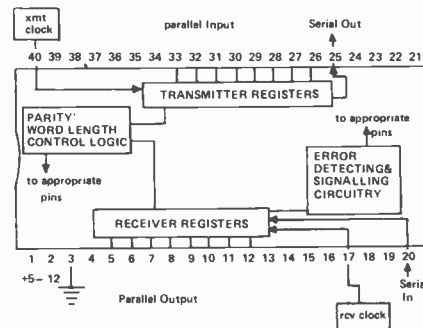 xmt
clock
parallel Input
Serial Out
40 39 38 37 36 35 34 33 32 31 30 29 28 27 26 25 24 23 22 21
TRANSMITTER REGISTERS
PARITY'
WORD LENGTH
CONTROL LOGIC
to appropriate
pins
to appropriate
pins
ERROR
DETECTING&
SIGNALLING
CIRCUITRY
RECEIVER REGISTERS
1 2 3 4 5 6 7 8 9 10 11 12 13 14 15 16 17 18 19 20
+5– 12
Parallel Output
Serial
In
rcv clock